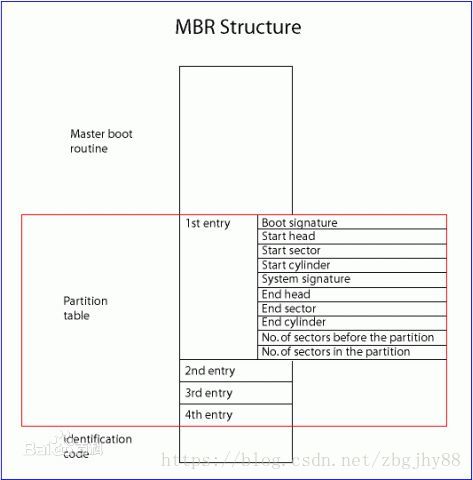 MBR Structure
Master boot
routine
1st entry
Boot signature
Start head
Start sector
Start cylinder
System signature
End head
End sector
End cylinder
No. of sectors before the partition
No. of sectors in the partition
Partition
table
2nd entry
3rd entry
4th entry
Identification
code
https://blog.csdn.net/zbgjhy88